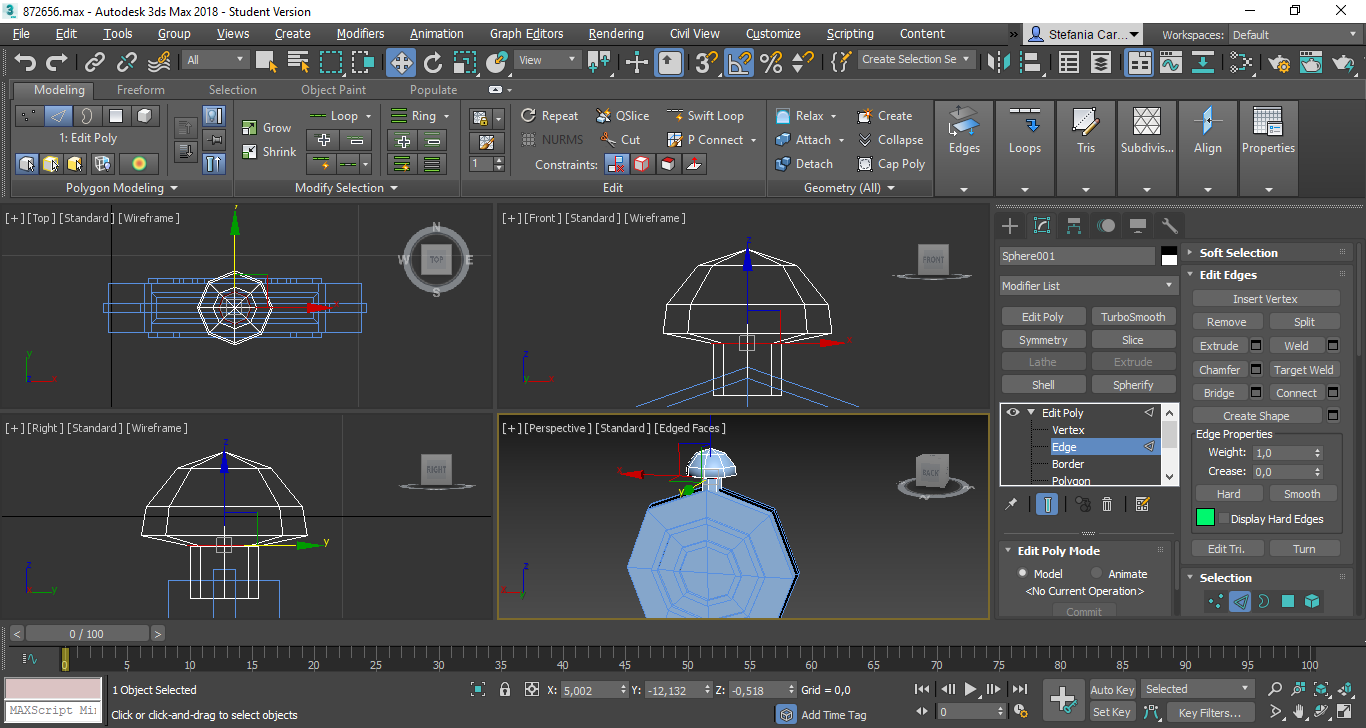 872656.max - Autodesk 3ds Max 2018 - Student Version
File Edit Tools Group Views Create Modifiers Animation Graph Editors Rendering Civil View Customize Scripting Content » Stefania Car... Workspaces: Default
All View Create Selection Se
Modeling Freeform Selection Object Paint Populate
1: Edit Poly
Polygon Modeling
Grow
Shrink
Loop Ring
Modify Selection
1
Repeat QSlice Swift Loop
NURMS Cut P Connect
Constraints:
Edit
Relax Create
Attach Collapse
Detach Cap Poly
Geometry (All)
Edges Loops Tris Subdivis... Align Properties
[+] [Top] [Standard] [Wireframe]
N
W TOP E
S
y
x
z
[+] [Front] [Standard] [Wireframe]
FRONT
z
x
[+] [Right] [Standard] [Wireframe]
RIGHT
z
y
[+] [Perspective] [Standard] [Edged Faces]
BACK
x
y
z
Sphere001
Modifier List
Edit Poly TurboSmooth
Symmetry Slice
Lathe Extrude
Shell Spherify
Edit Poly
Vertex
Edge
Border
Polygon
Edit Poly Mode
Model Animate
<No Current Operation>
Commit
Soft Selection
Edit Edges
Insert Vertex
Remove Split
Extrude Weld
Chamfer Target Weld
Bridge Connect
Create Shape
Edge Properties
Weight: 1,0
Crease: 0,0
Hard Smooth
Display Hard Edges
Edit Tri. Turn
Selection
< 0 / 100 >
0 5 10 15 20 25 30 35 40 45 50 55 60 65 70 75 80 85 90 95 100
1 Object Selected
X: 5,002 Y: -12,132 Z: -0,518 Grid = 0,0
Auto Key Selected
MAXScript Mi
Click or click-and-drag to select objects
Add Time Tag
0
Set Key Key Filters...